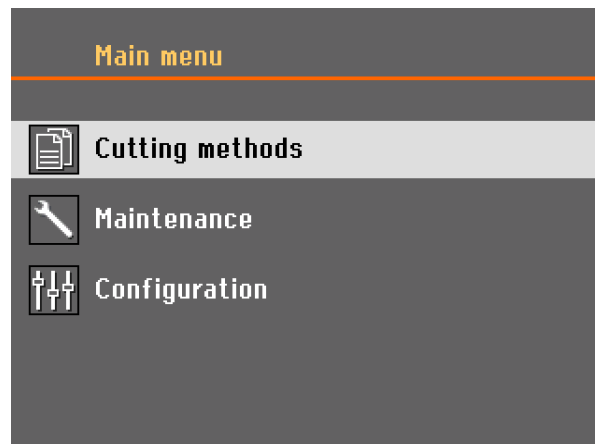 Main menu
Cutting methods
Maintenance
Configuration